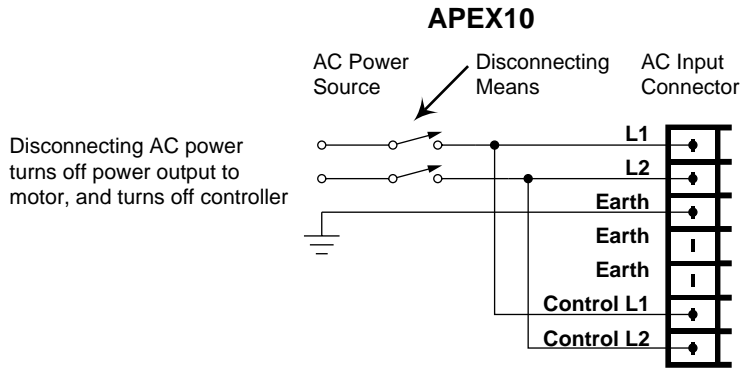 APEX10
AC Power
Source
Disconnecting
Means
AC Input
Connector
Disconnecting AC power
turns off power output to
motor, and turns off controller
L1
L2
Earth
Earth
Earth
Control L1
Control L2